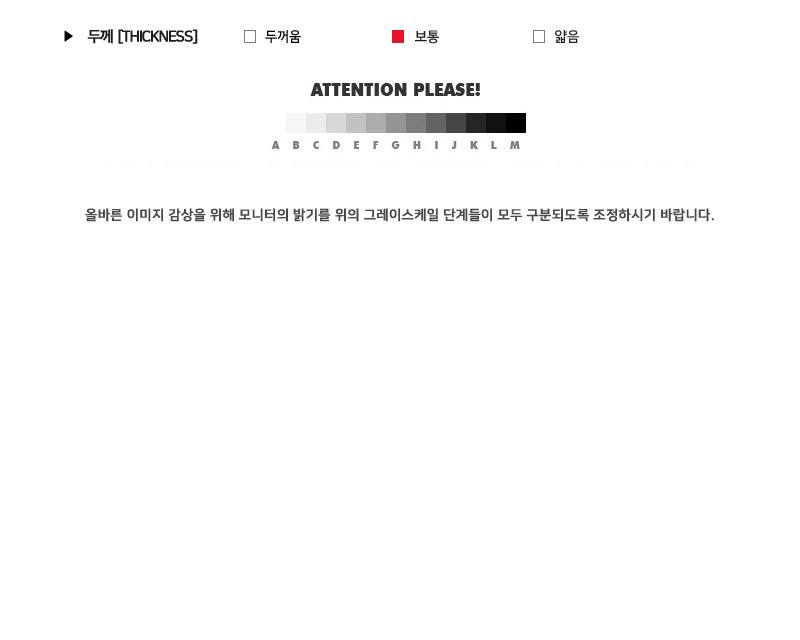 ▶ 두께 [THICKNESS] □ 두꺼움 ■ 보통 □ 얇음
ATTENTION PLEASE!
A B C D E F G H I J K L M
올바른 이미지 감상을 위해 모니터의 밝기를 위의 그레이스케일 단계들이 모두 구분되도록 조정하시기 바랍니다.